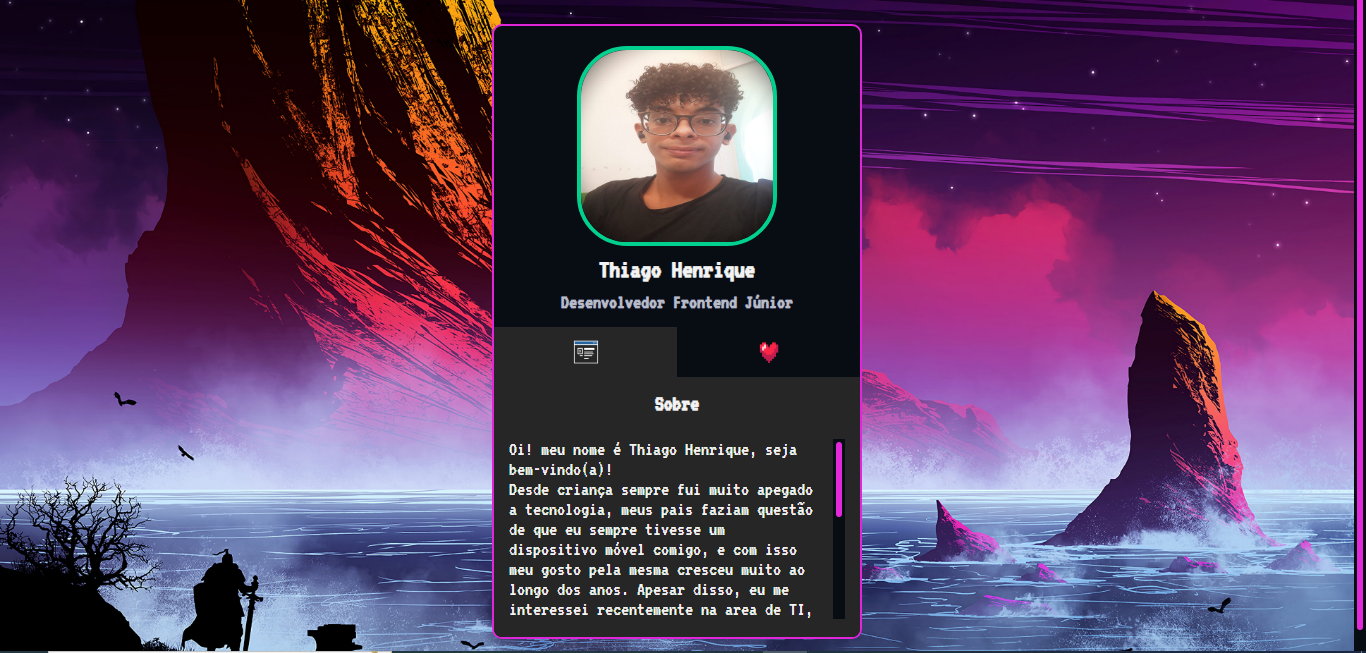 Thiago Henrique
Desenvolvedor Frontend Júnior
Sobre
Oi! meu nome é Thiago Henrique, seja
bem-vindo(a)!
Desde criança sempre fui muito apegado
a tecnologia, meus pais faziam questão
de que eu sempre tivesse um
dispositivo móvel comigo, e com isso
meu gosto pela mesma cresceu muito ao
longo dos anos. Apesar disso, eu me
interessei recentemente na area de TI,